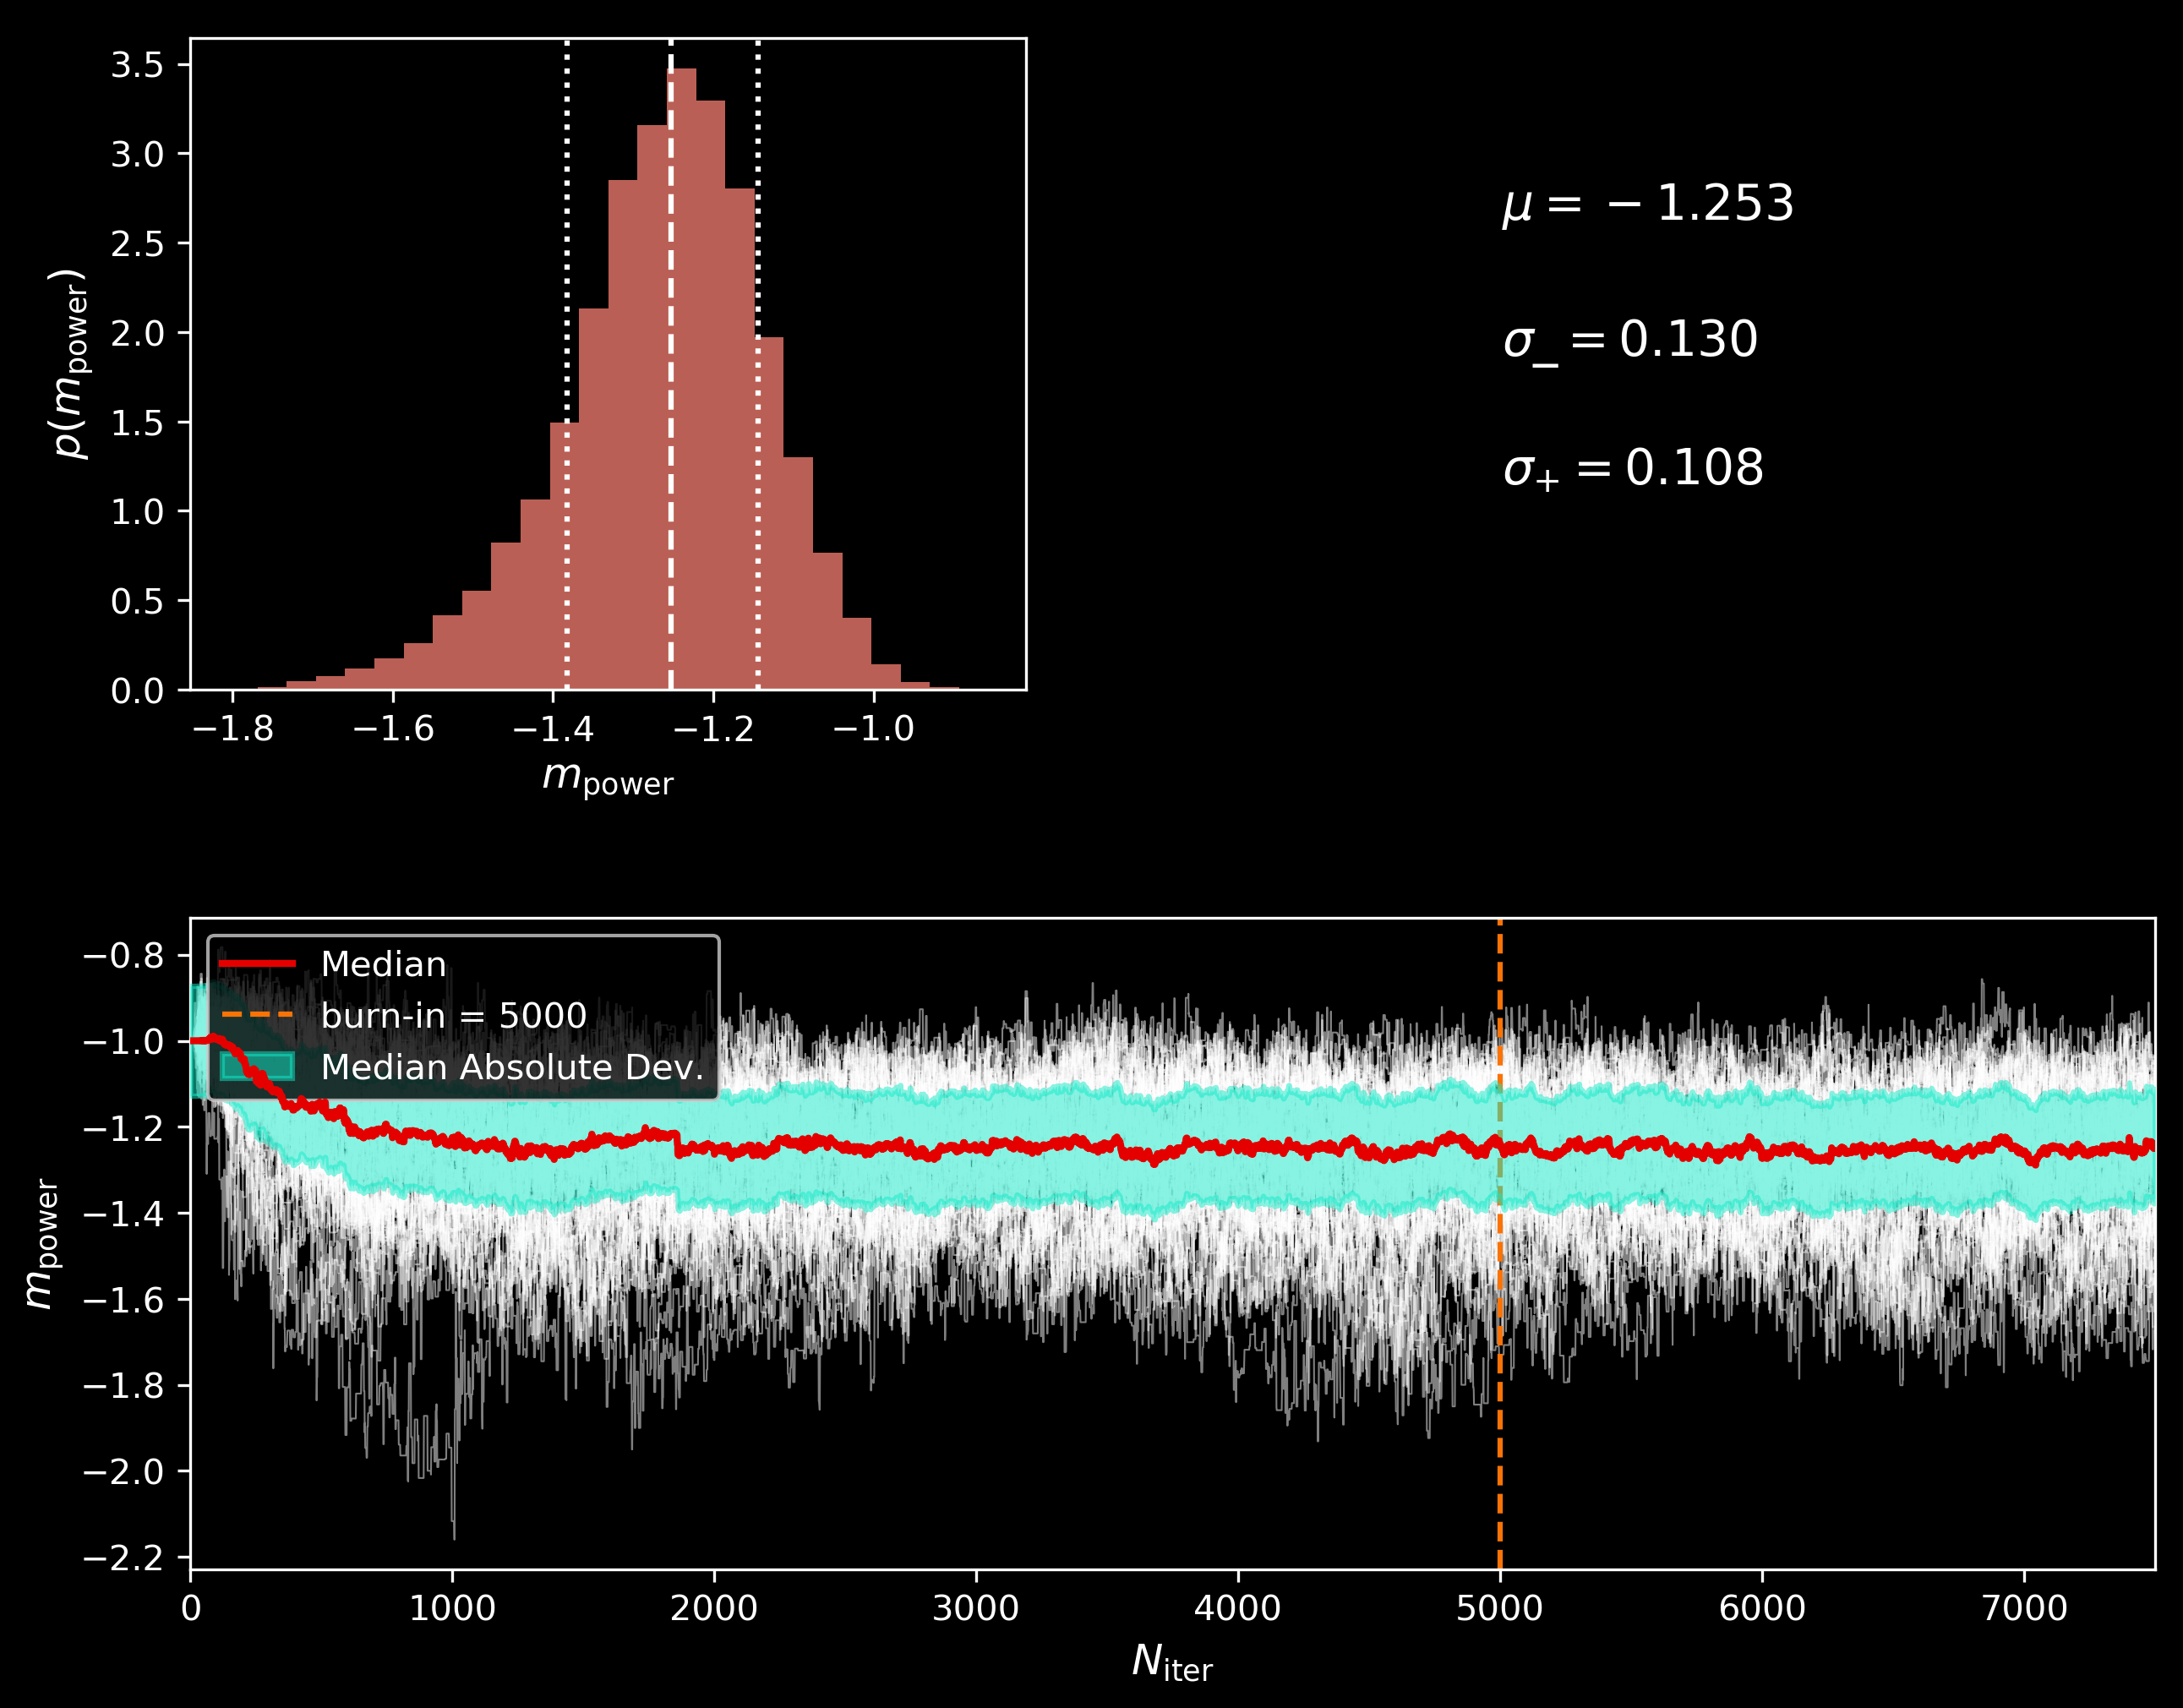 3.5
3.0
2.5
2.0
1.5
1.0
0.5
0.0
p(m_power)
−1.8 −1.6 −1.4 −1.2 −1.0
m_power
μ = −1.253
σ_− = 0.130
σ_+ = 0.108
−0.8
−1.0
−1.2
−1.4
−1.6
−1.8
−2.0
−2.2
m_power
Median
burn-in = 5000
Median Absolute Dev.
0 1000 2000 3000 4000 5000 6000 7000
N_iter